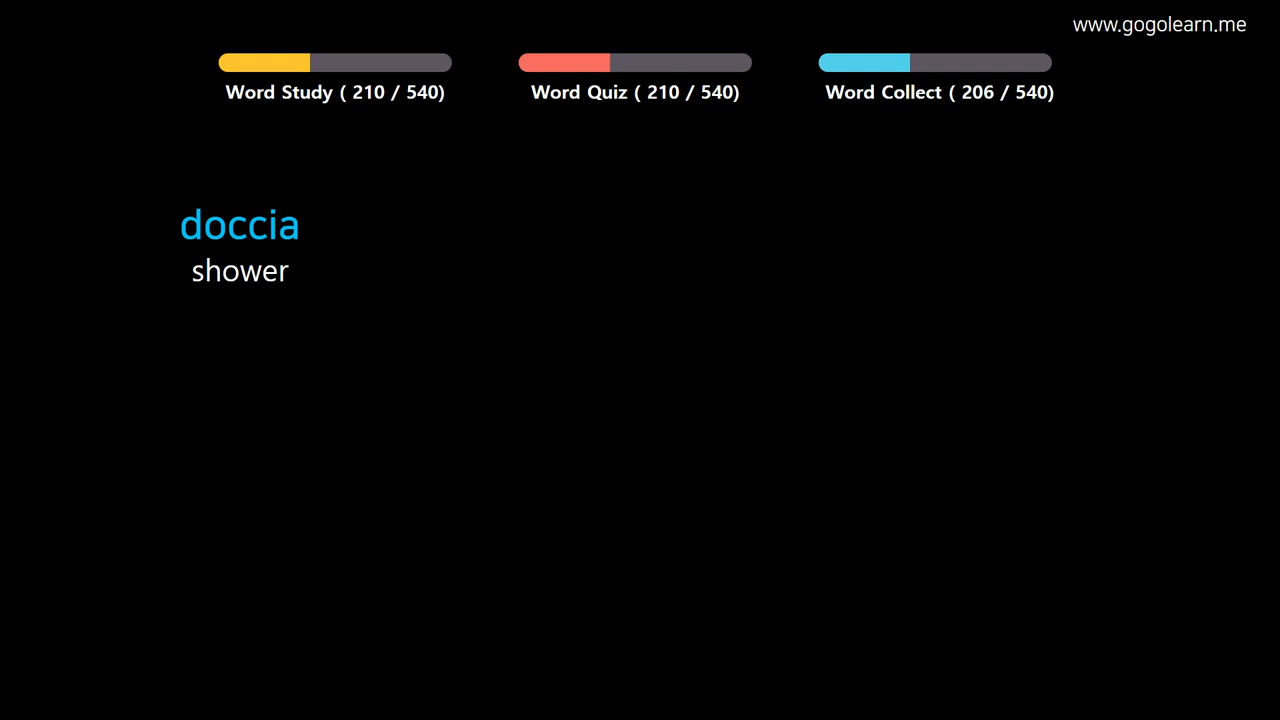 www.gogolearn.me
Word Study ( 210 / 540)
Word Quiz ( 210 / 540)
Word Collect ( 206 / 540)
doccia
shower